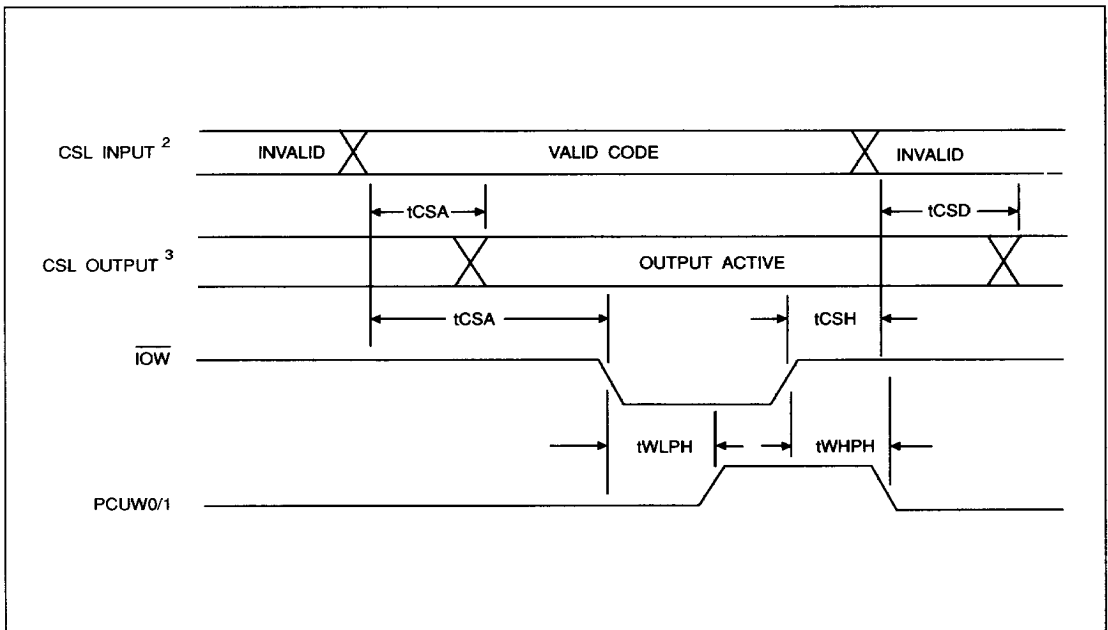 CSL INPUT 2
INVALID VALID CODE INVALID
tCSA tCSD
CSL OUTPUT 3
OUTPUT ACTIVE
tCSA tCSH
IOW
tWLPH tWHPH
PCUW0/1